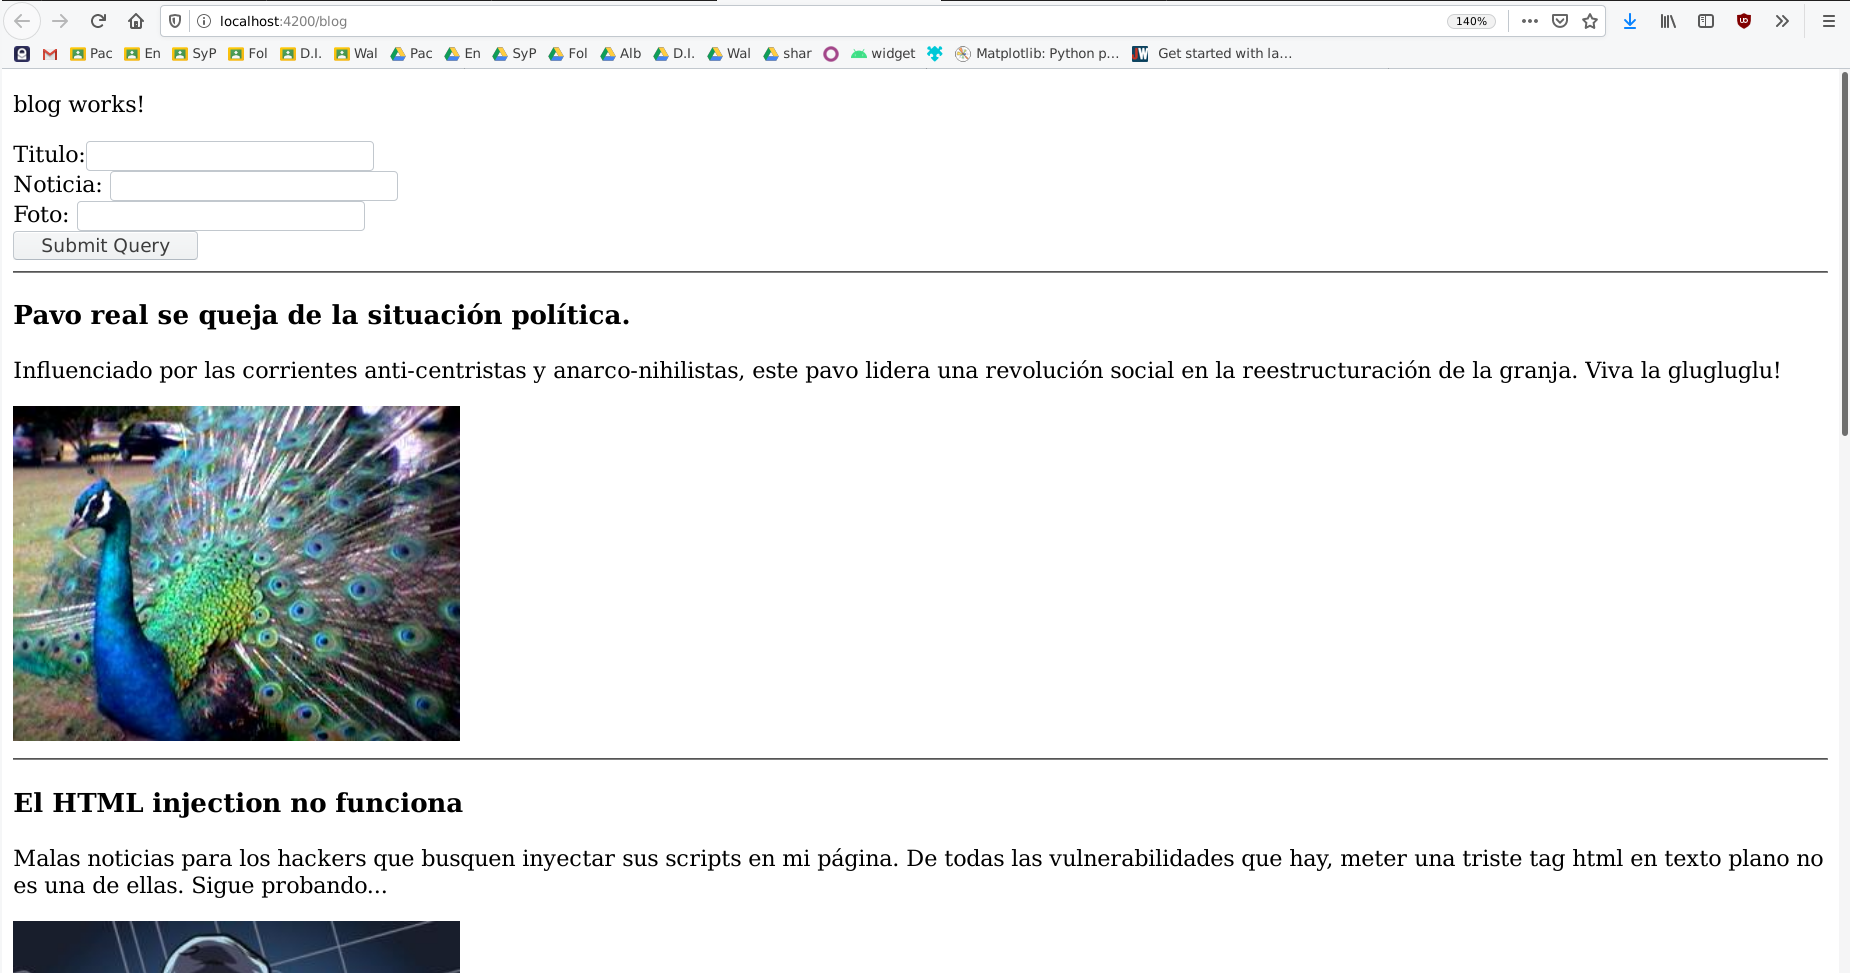 localhost:4200/blog
140%
Pac En SyP Fol D.I. Wal Pac En SyP Fol Alb D.I. Wal shar widget Matplotlib: Python p... Get started with la...
blog works!
Titulo:
Noticia:
Foto:
Submit Query
Pavo real se queja de la situación política.
Influenciado por las corrientes anti-centristas y anarco-nihilistas, este pavo lidera una revolución social en la reestructuración de la granja. Viva la glugluglu!
El HTML injection no funciona
Malas noticias para los hackers que busquen inyectar sus scripts en mi página. De todas las vulnerabilidades que hay, meter una triste tag html en texto plano no
es una de ellas. Sigue probando...